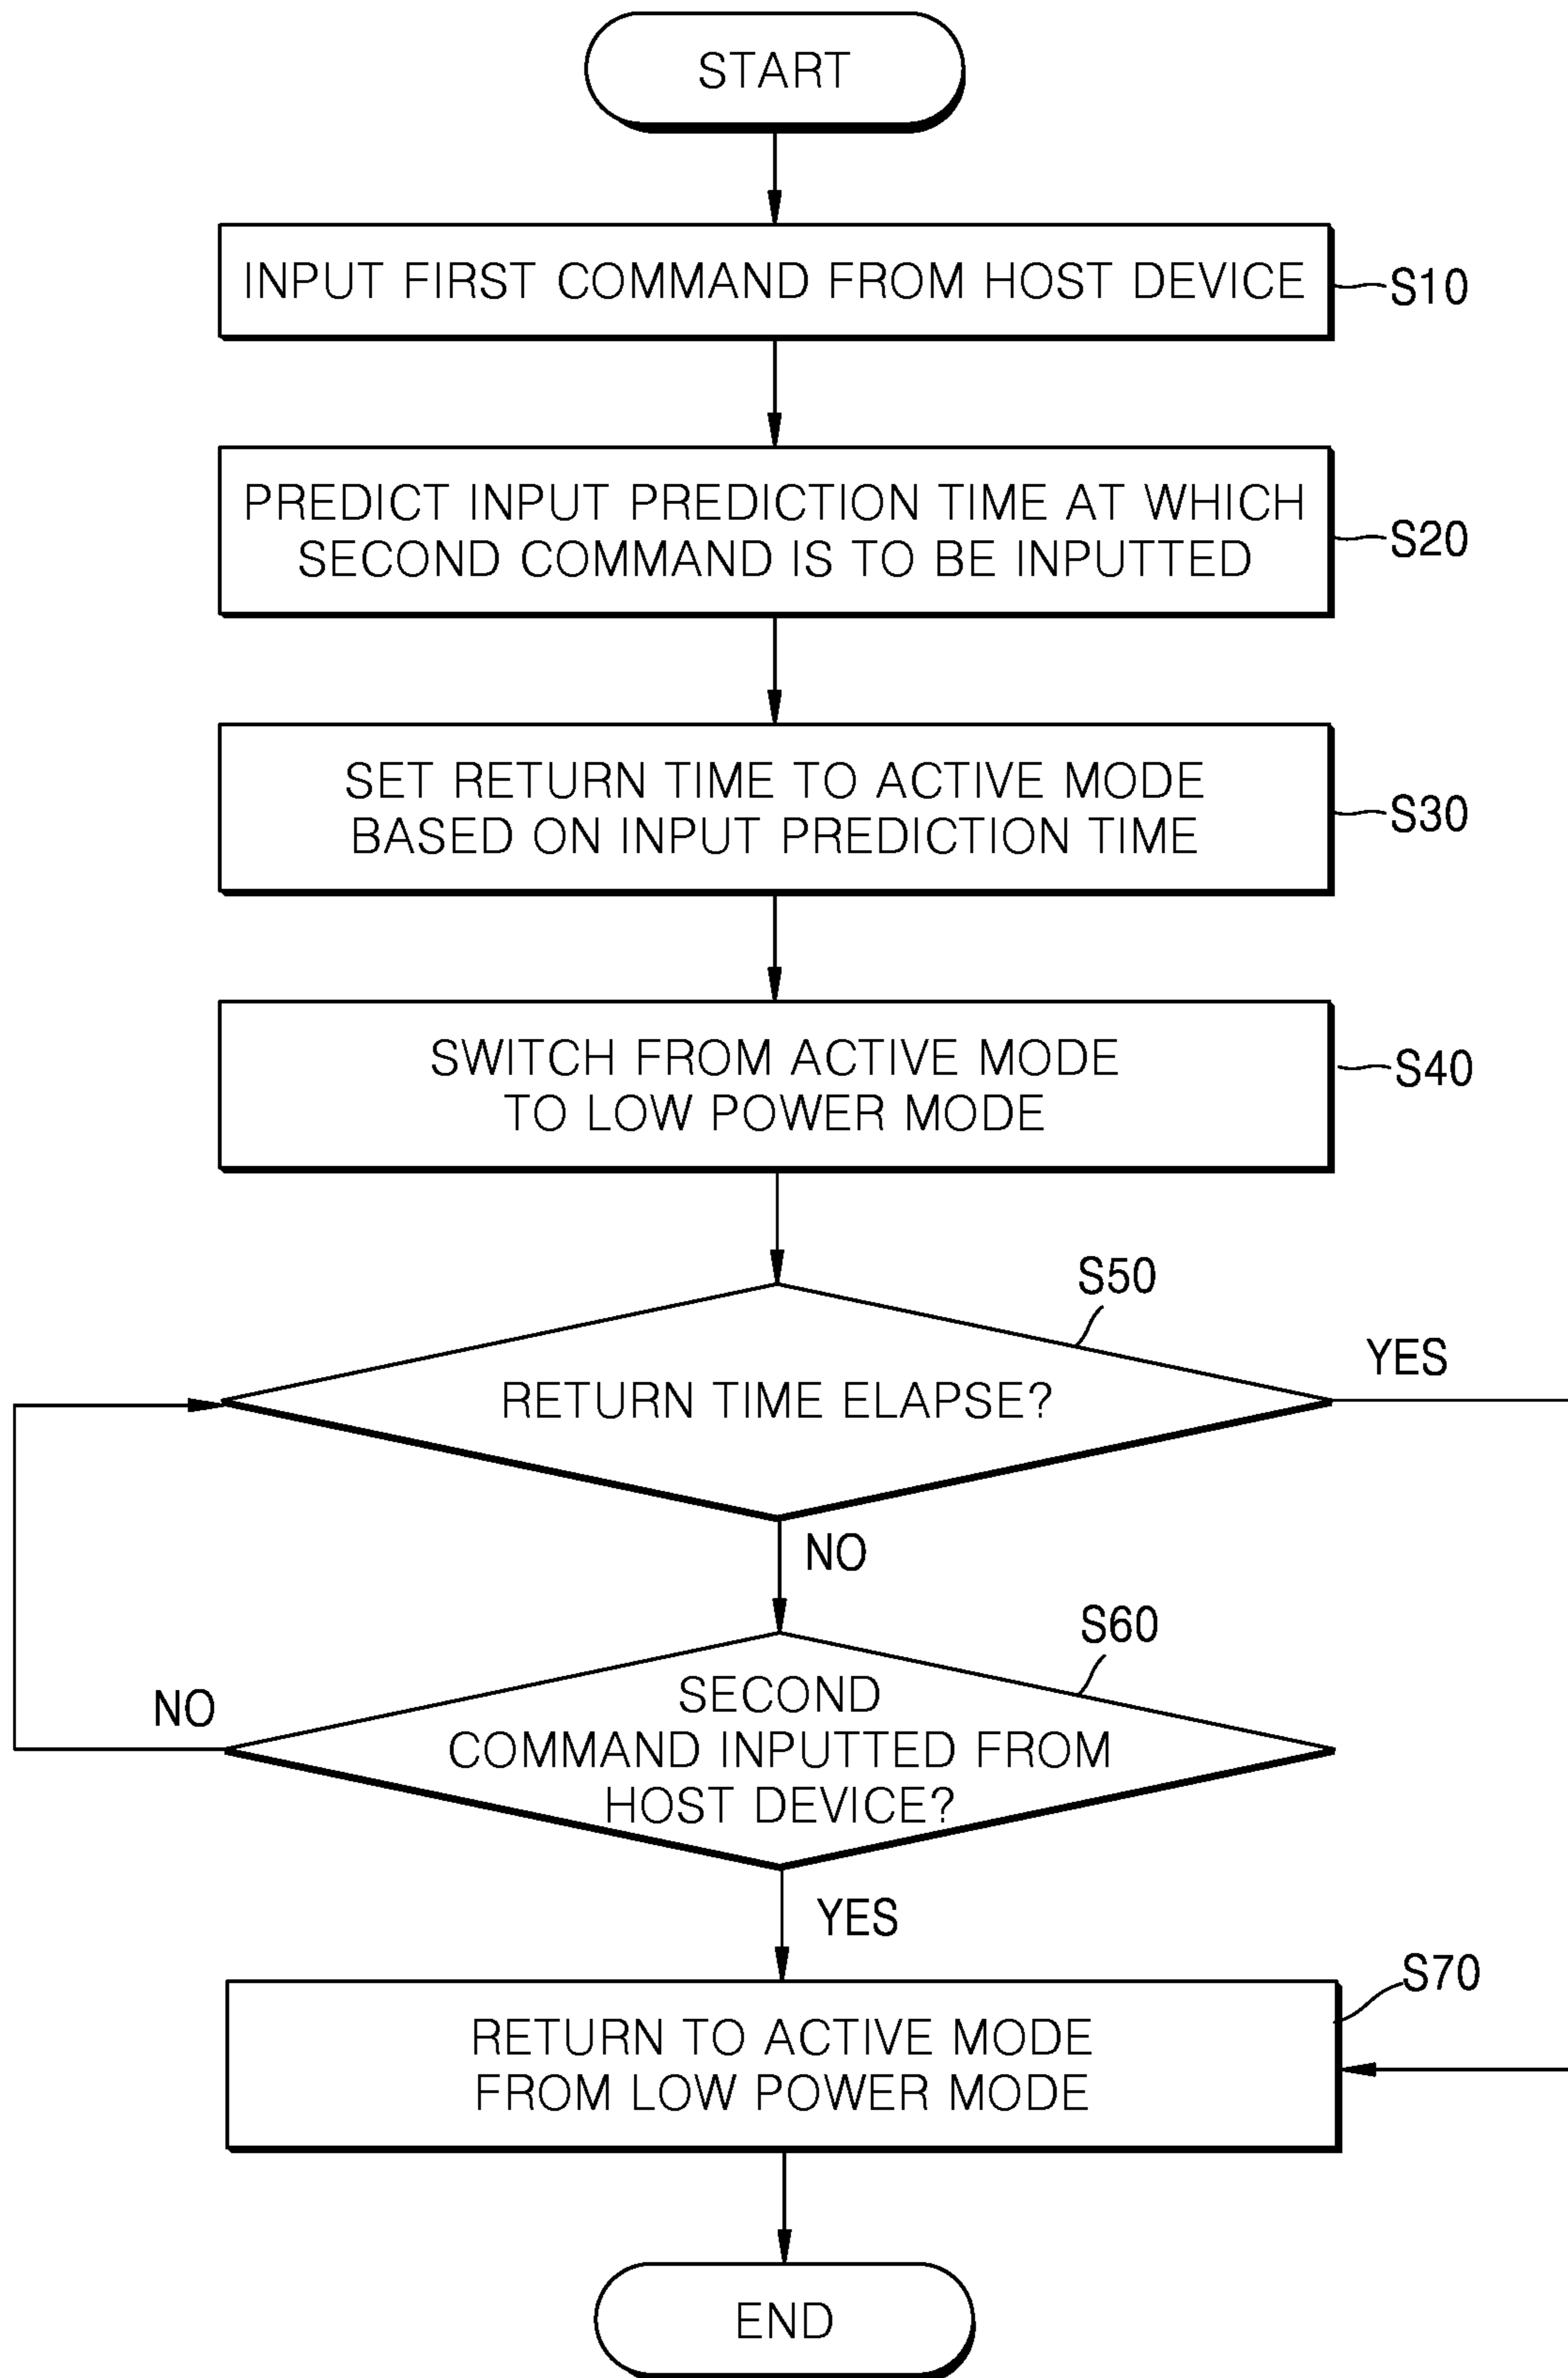 START
INPUT FIRST COMMAND FROM HOST DEVICE
S10
PREDICT INPUT PREDICTION TIME AT WHICH
SECOND COMMAND IS TO BE INPUTTED
S20
SET RETURN TIME TO ACTIVE MODE
BASED ON INPUT PREDICTION TIME
S30
SWITCH FROM ACTIVE MODE
TO LOW POWER MODE
S40
S50
YES
RETURN TIME ELAPSE?
NO
S60
NO
SECOND
COMMAND INPUTTED FROM
HOST DEVICE?
YES
S70
RETURN TO ACTIVE MODE
FROM LOW POWER MODE
END